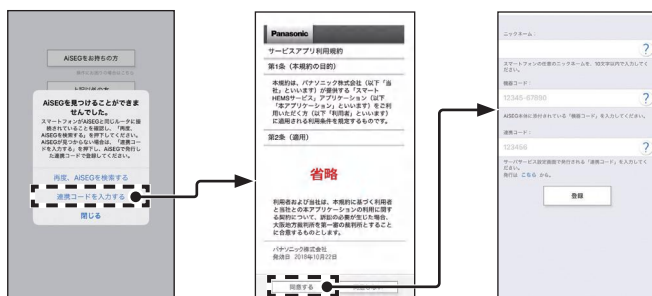 AiSEGをお持ちの方
AiSEGを見つけることができま
せんでした。
スマートフォンがAiSEGと同じルータに接
続されていることを確認し、「再度、
AiSEGを検索する」を押下してください。
AiSEGが見つからない場合は、「連携コー
ドを入力する」を押下し、AiSEGで発行し
た連携コードで登録してください。
再度、AiSEGを検索する
連携コードを入力する
閉じる
Panasonic
サービスアプリ利用規約
第1条（本規約の目的）
本規約は、パナソニック株式会社（以下「当
社」といいます）が提供する「スマート
HEMSサービス」アプリケーション（以下
「本アプリケーション」といいます）をご利
用いただく方（以下「利用者」といいます）
に適用される利用条件を規定するものです。
第2条（適用）
省略
利用者および当社は、本規約に基づく利用者
と当社との本アプリケーションの利用に関す
る契約について、訴訟の必要が生じた場合、
大阪地方裁判所を第一審の裁判所とすること
に合意するものとします。
パナソニック株式会社
発効日 2018年10月22日
同意する
ニックネーム：
?
スマートフォンの任意のニックネームを、10文字以内で入力してく
ださい。
機器コード：
12345-67890
?
AiSEG本体に添付されている「機器コード」を入力してください。
連携コード：
123456
?
サーバサービス設定画面で発行される「連携コード」を入力してく
ださい。
発行は こちら から。
登録